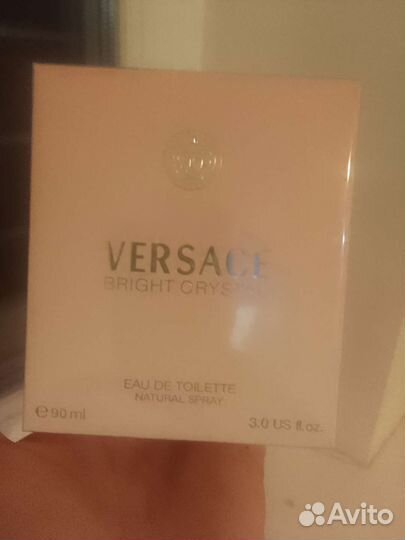 VERSACE
BRIGHT CRYSTAL
EAU DE TOILETTE
NATURAL SPRAY
℮ 90 ml
3.0 US fl. oz.
Avito